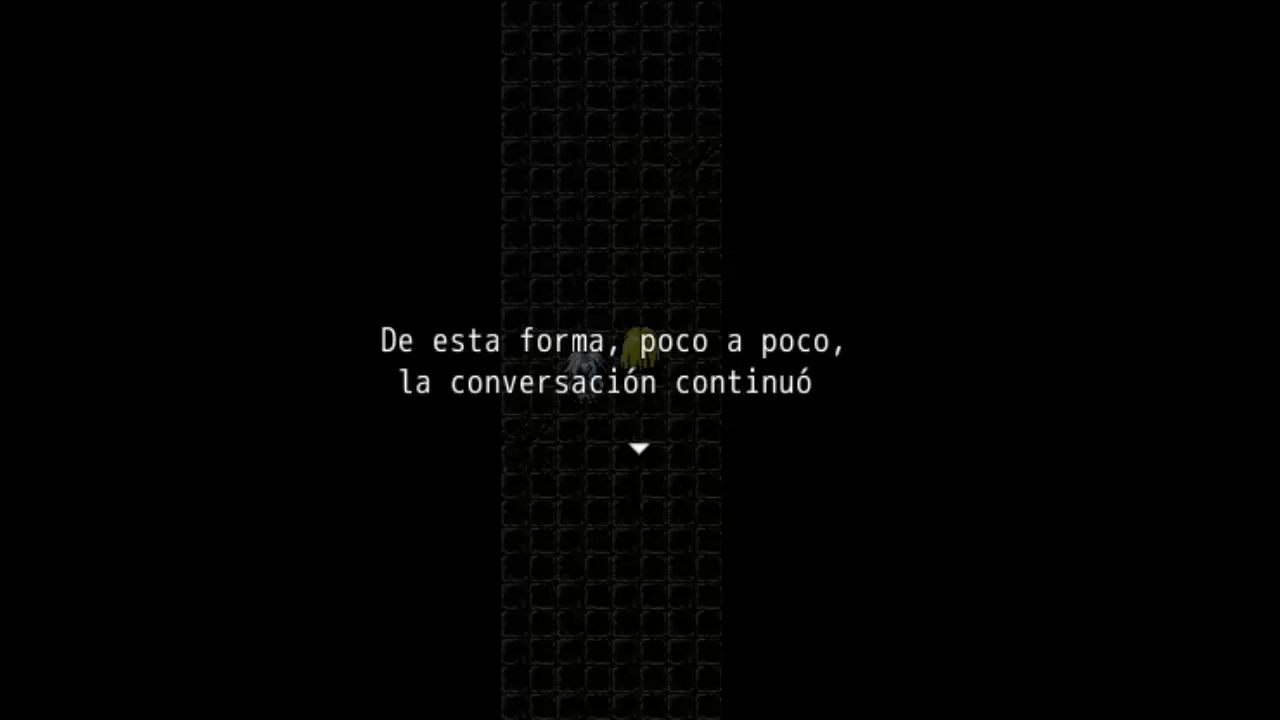 De esta forma, poco a poco,
la conversación continuó